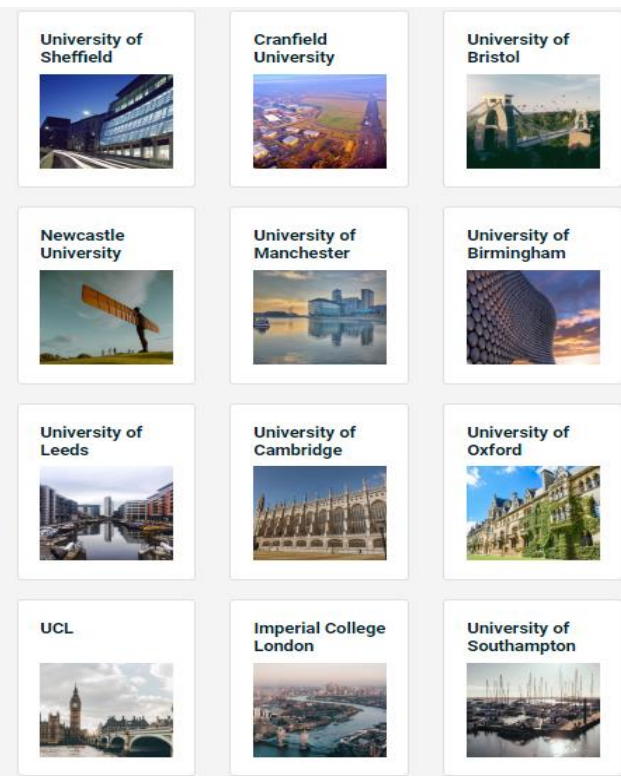 University of
Sheffield
Cranfield
University
University of
Bristol
Newcastle
University
University of
Manchester
University of
Birmingham
University of
Leeds
University of
Cambridge
University of
Oxford
UCL
Imperial College
London
University of
Southampton